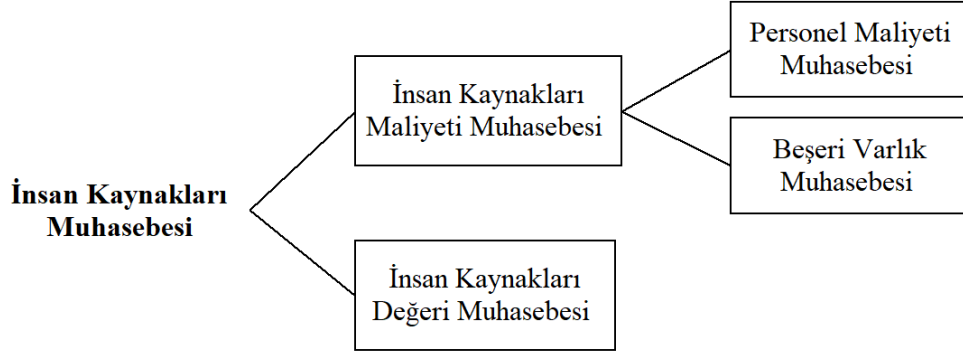 İnsan Kaynakları
Muhasebesi
İnsan Kaynakları
Maliyeti Muhasebesi
Personel Maliyeti
Muhasebesi
Beşeri Varlık
Muhasebesi
İnsan Kaynakları
Değeri Muhasebesi